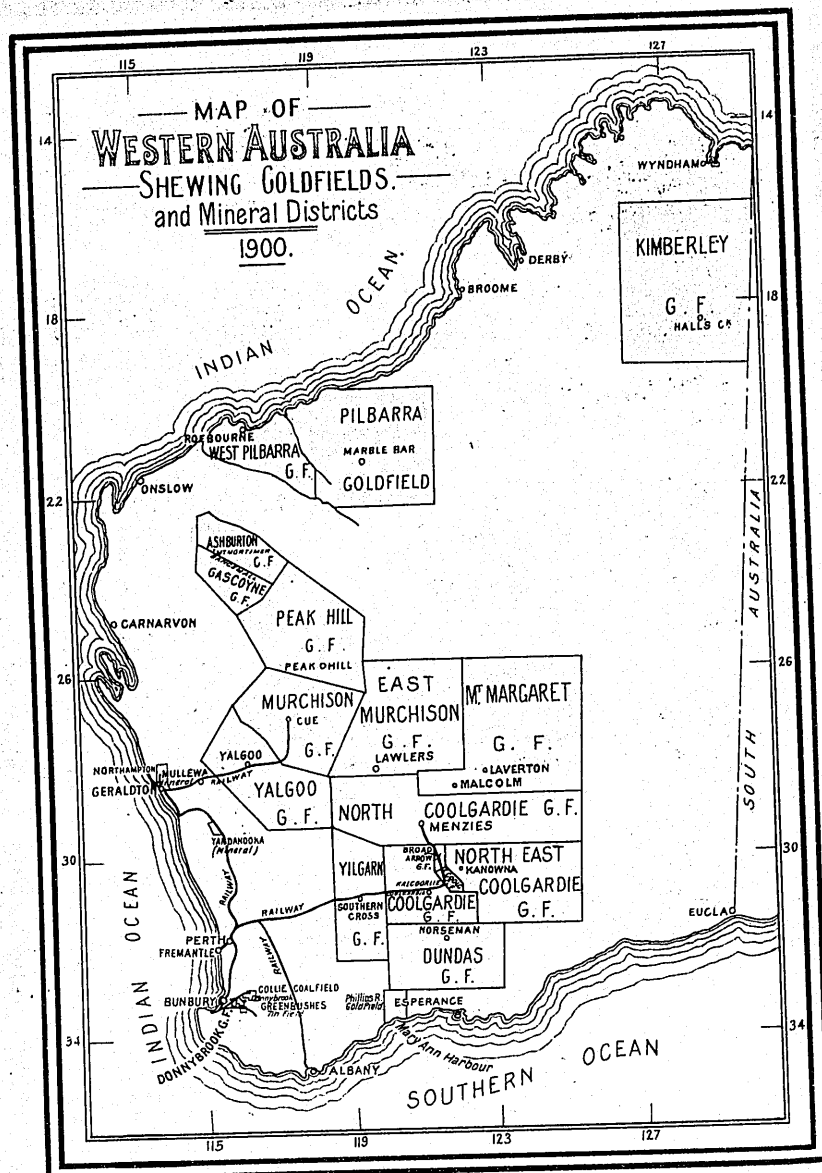 115 119 123 127
MAP OF
WESTERN AUSTRALIA
SHEWING GOLDFIELDS.
and Mineral Districts
1900.
14
14
WYNDHAM
KIMBERLEY
G. F.
HALLS CK
DERBY
BROOME
INDIAN OCEAN.
18
18
PILBARRA
MARBLE BAR
GOLDFIELD
ROEBOURNE
WEST PILBARRA
G. F.
ONSLOW
22
22
ASHBURTON
G. F
GASCOYNE
G. F.
CARNARVON
PEAK HILL
G. F.
PEAK HILL
26
26
SOUTH AUSTRALIA
MURCHISON
CUE
G. F.
EAST
MURCHISON
G. F.
LAWLERS
MT. MARGARET
G. F.
LAVERTON
MALCOLM
NORTHAMPTON
Mineral
MULLEWA
GERALDTON
YALGOO
RAILWAY
YALGOO
G. F.
NORTH COOLGARDIE G. F.
MENZIES
YANDANOOKA
(Mineral)
30
30
YILGARN
G. F.
BROAD
ARROW
G.F.
NORTH EAST
KANOWNA
COOLGARDIE
G. F.
KALGOORLIE
RAILWAY
RAILWAY
SOUTHERN
CROSS
COOLGARDIE
G. F.
EUCLA
PERTH
FREMANTLE
RAILWAY
NORSEMAN
DUNDAS
G. F.
INDIAN OCEAN
BUNBURY
COLLIE COALFIELD
Donnybrook
GREENBUSHES
Tin Field
DONNYBROOK G.F.
Phillips R.
Goldfield
ESPERANCE
Mary Ann Harbour
34
34
ALBANY
SOUTHERN OCEAN
115 119 123 127